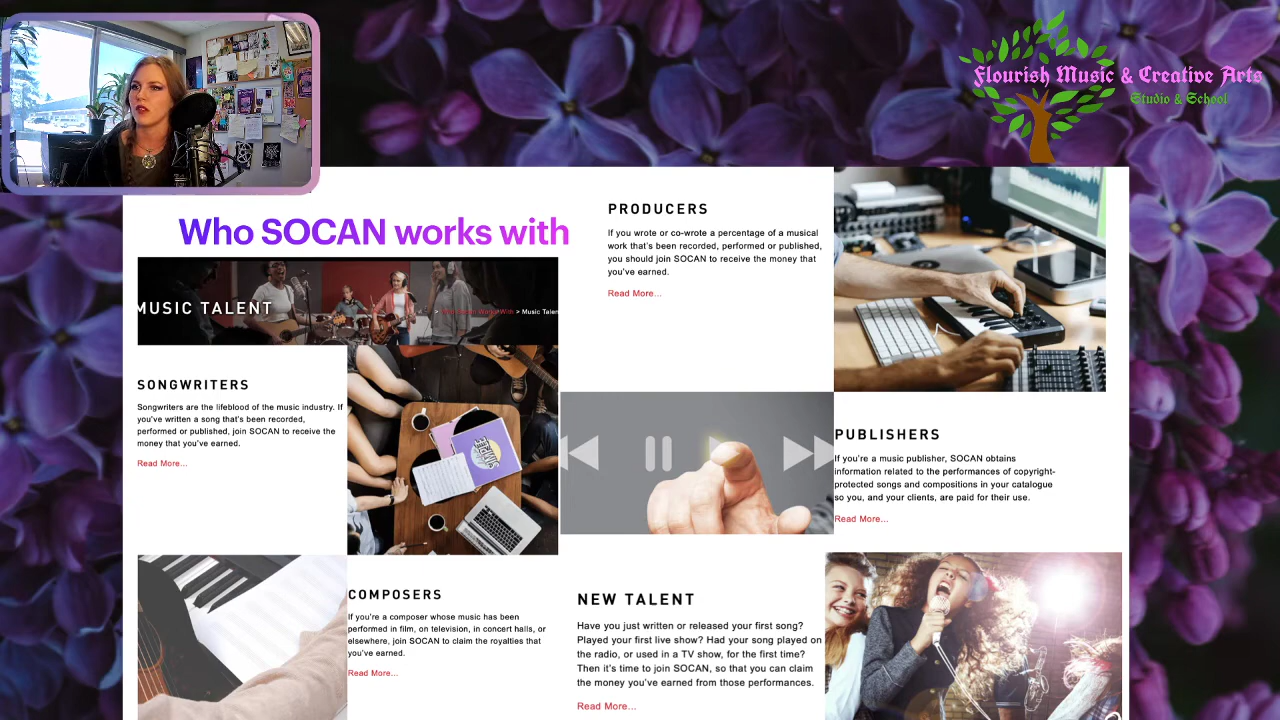 Flourish Music & Creative Arts
Studio & School
Who SOCAN works with
MUSIC TALENT
> Music Talen
SONGWRITERS
Songwriters are the lifeblood of the music industry. If
you've written a song that's been recorded,
performed or published, join SOCAN to receive the
money that you've earned.
Read More...
COMPOSERS
If you're a composer whose music has been
performed in film, on television, in concert halls, or
elsewhere, join SOCAN to claim the royalties that
you've earned.
Read More...
PRODUCERS
If you wrote or co-wrote a percentage of a musical
work that's been recorded, performed or published,
you should join SOCAN to receive the money that
you've earned.
Read More...
PUBLISHERS
If you're a music publisher, SOCAN obtains
information related to the performances of copyright-
protected songs and compositions in your catalogue
so you, and your clients, are paid for their use.
Read More...
NEW TALENT
Have you just written or released your first song?
Played your first live show? Had your song played on
the radio, or used in a TV show, for the first time?
Then it's time to join SOCAN, so that you can claim
the money you've earned from those performances.
Read More...